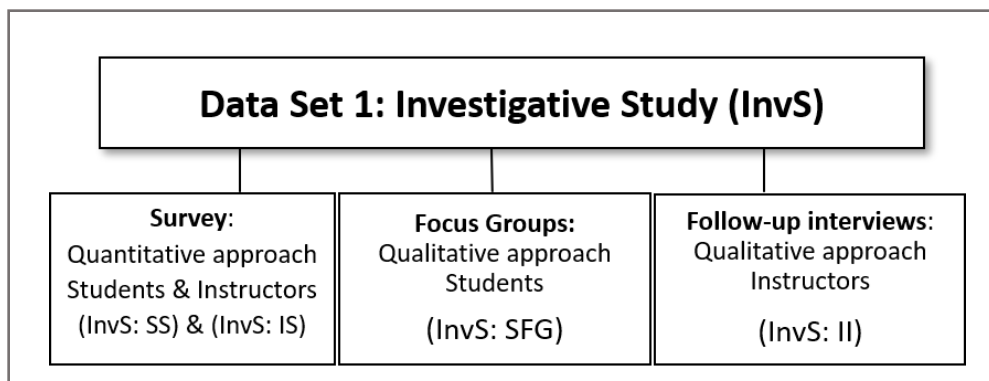 Data Set 1: Investigative Study (InvS)
Survey:
Quantitative approach
Students & Instructors
(InvS: SS) & (InvS: IS)
Focus Groups:
Qualitative approach
Students
(InvS: SFG)
Follow-up interviews:
Qualitative approach
Instructors
(InvS: II)